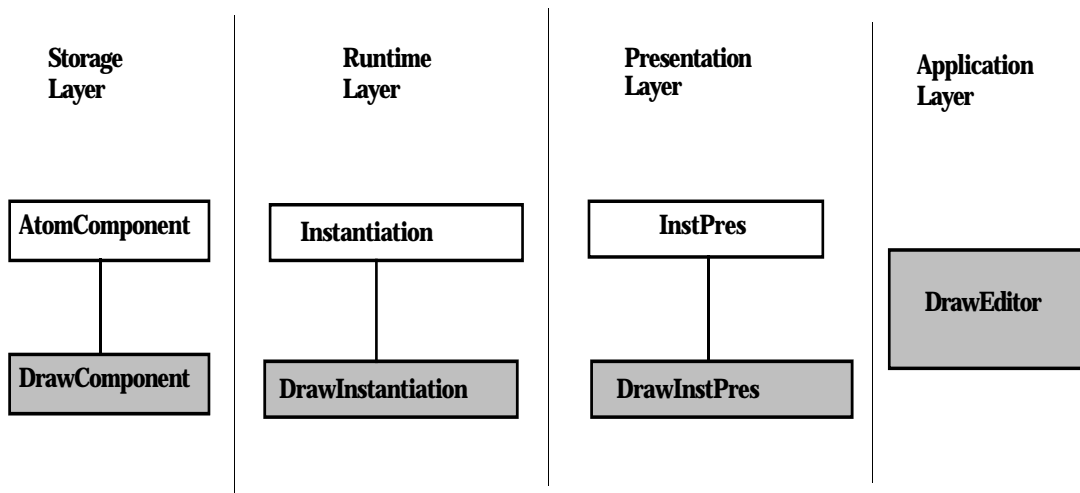 Storage
Layer
Runtime
Layer
Presentation
Layer
Application
Layer
AtomComponent
Instantiation
InstPres
DrawEditor
DrawComponent
DrawInstantiation
DrawInstPres